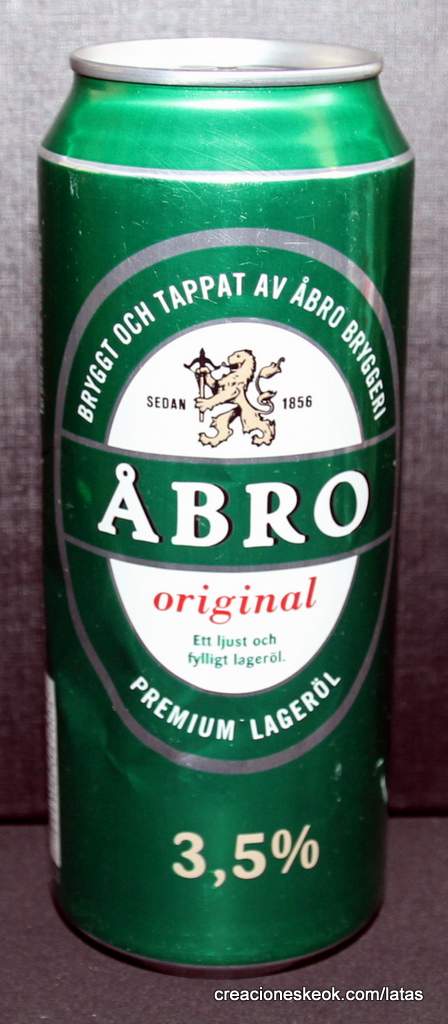 BRYGGT OCH TAPPAT AV ÅBRO BRYGGERI
SEDAN 1856
ÅBRO
original
Ett ljust och
fylligt lageröl.
PREMIUM LAGERÖL
3,5%
creacioneskeok.com/latas